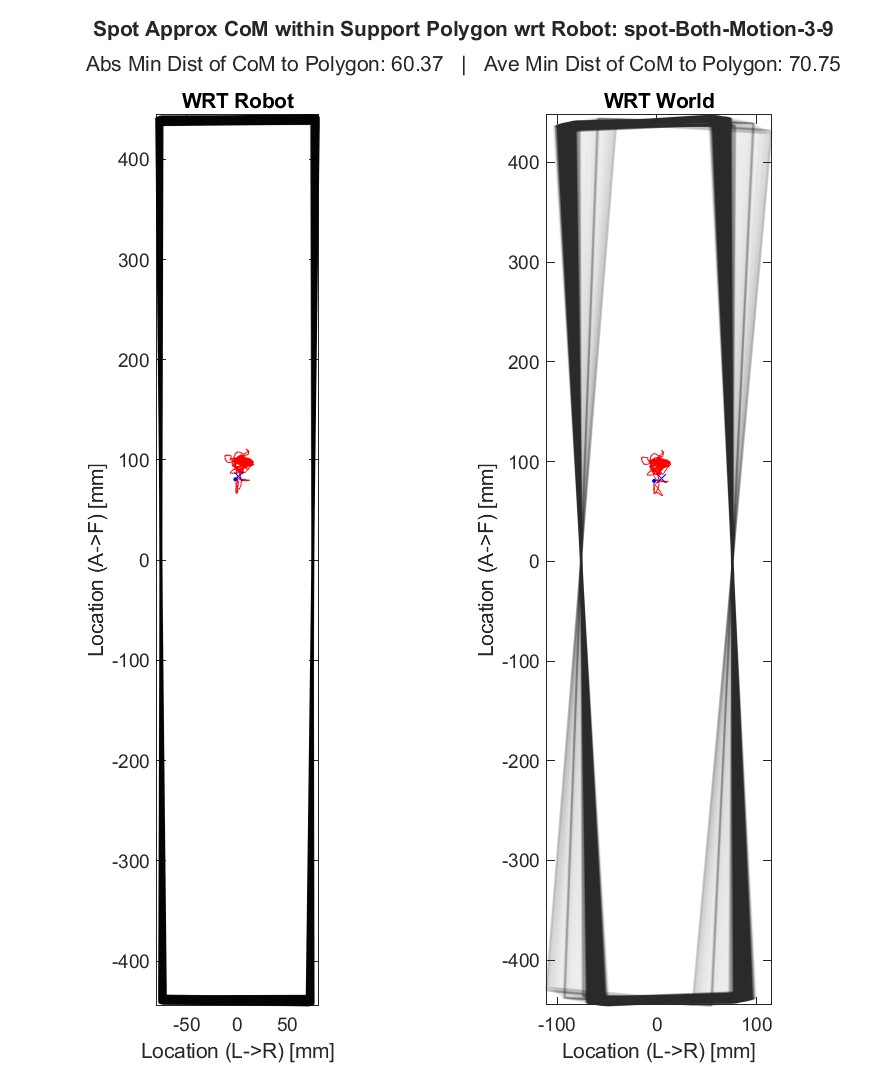 Spot Approx CoM within Support Polygon wrt Robot: spot-Both-Motion-3-9
Abs Min Dist of CoM to Polygon: 60.37 | Ave Min Dist of CoM to Polygon: 70.75
WRT Robot
400
300
200
100
0
-100
-200
-300
-400
Location (A->F) [mm]
-50 0 50
Location (L->R) [mm]
WRT World
400
300
200
100
0
-100
-200
-300
-400
Location (A->F) [mm]
-100 0 100
Location (L->R) [mm]